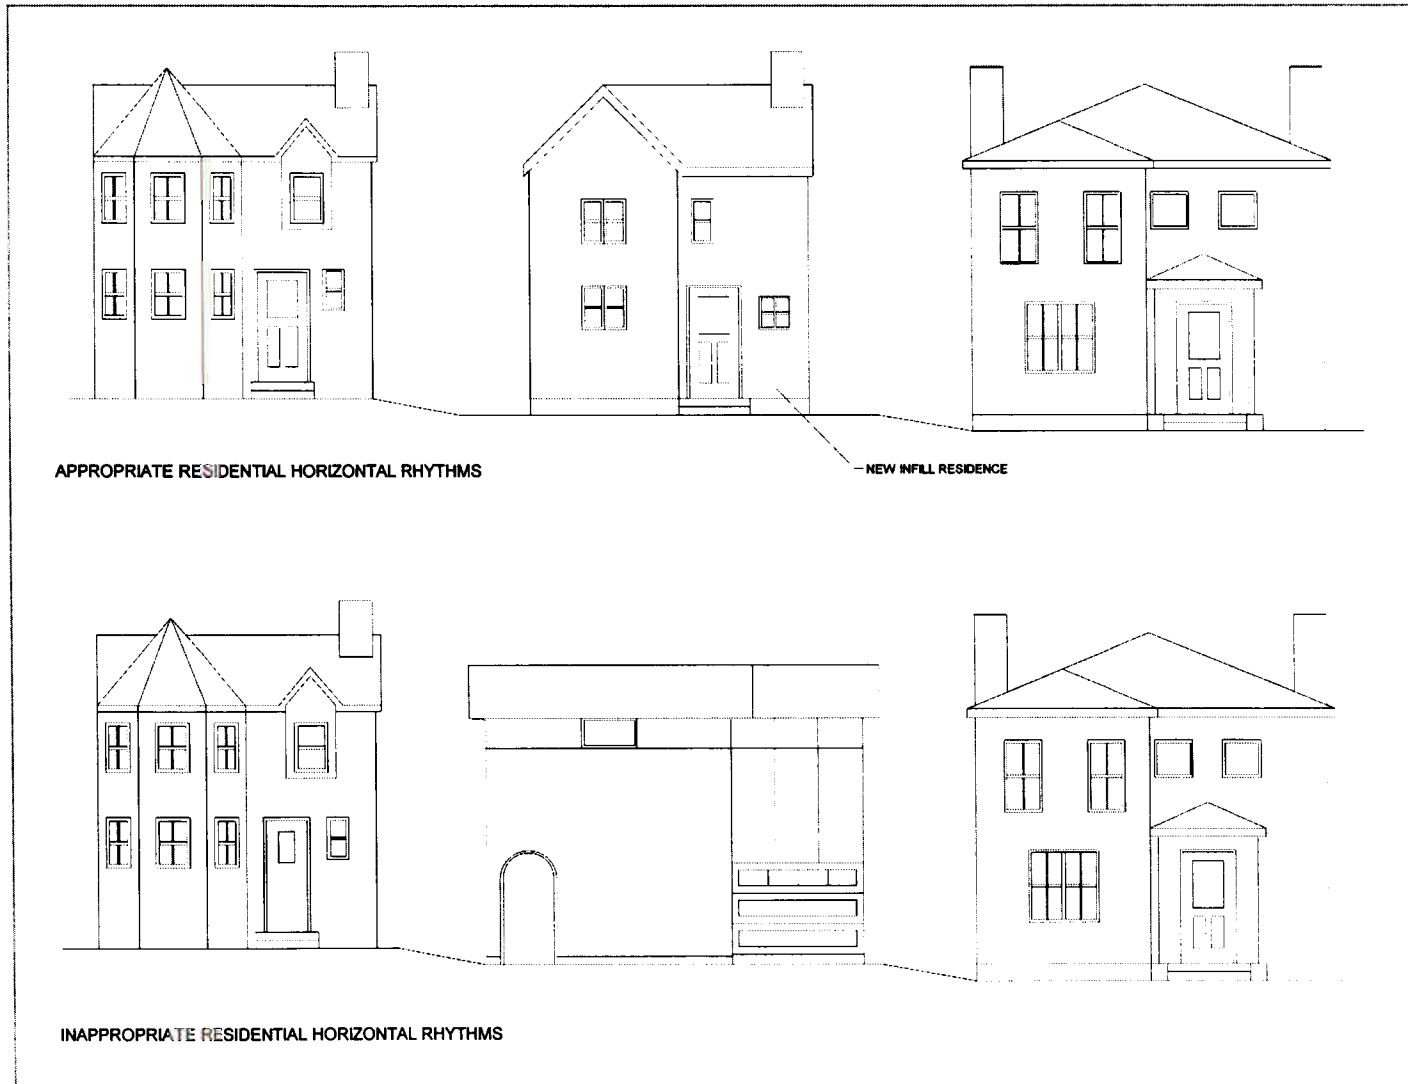 APPROPRIATE RESIDENTIAL HORIZONTAL RHYTHMS
NEW INFILL RESIDENCE
INAPPROPRIATE RESIDENTIAL HORIZONTAL RHYTHMS